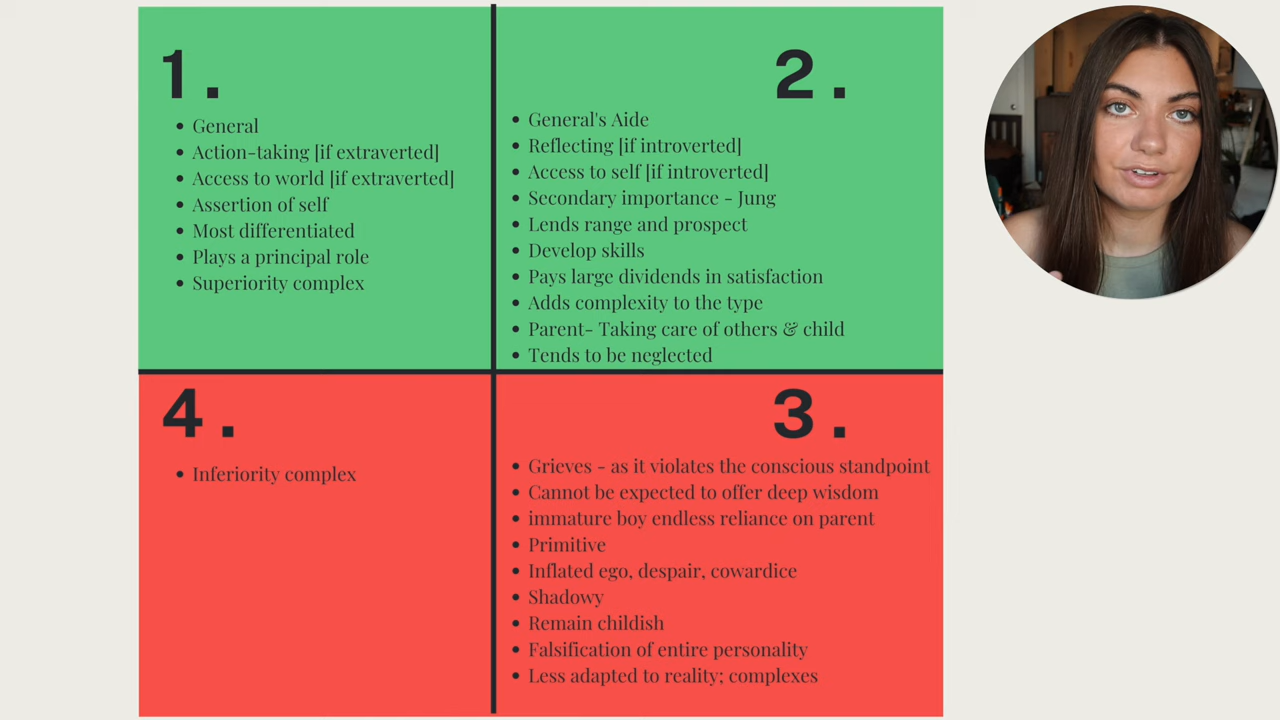 1.
General
Action-taking [if extraverted]
Access to world [if extraverted]
Assertion of self
Most differentiated
Plays a principal role
Superiority complex
2.
General's Aide
Reflecting [if introverted]
Access to self [if introverted]
Secondary importance - Jung
Lends range and prospect
Develop skills
Pays large dividends in satisfaction
Adds complexity to the type
Parent- Taking care of others & child
Tends to be neglected
4.
Inferiority complex
3.
Grieves - as it violates the conscious standpoint
Cannot be expected to offer deep wisdom
immature boy endless reliance on parent
Primitive
Inflated ego, despair, cowardice
Shadowy
Remain childish
Falsification of entire personality
Less adapted to reality; complexes